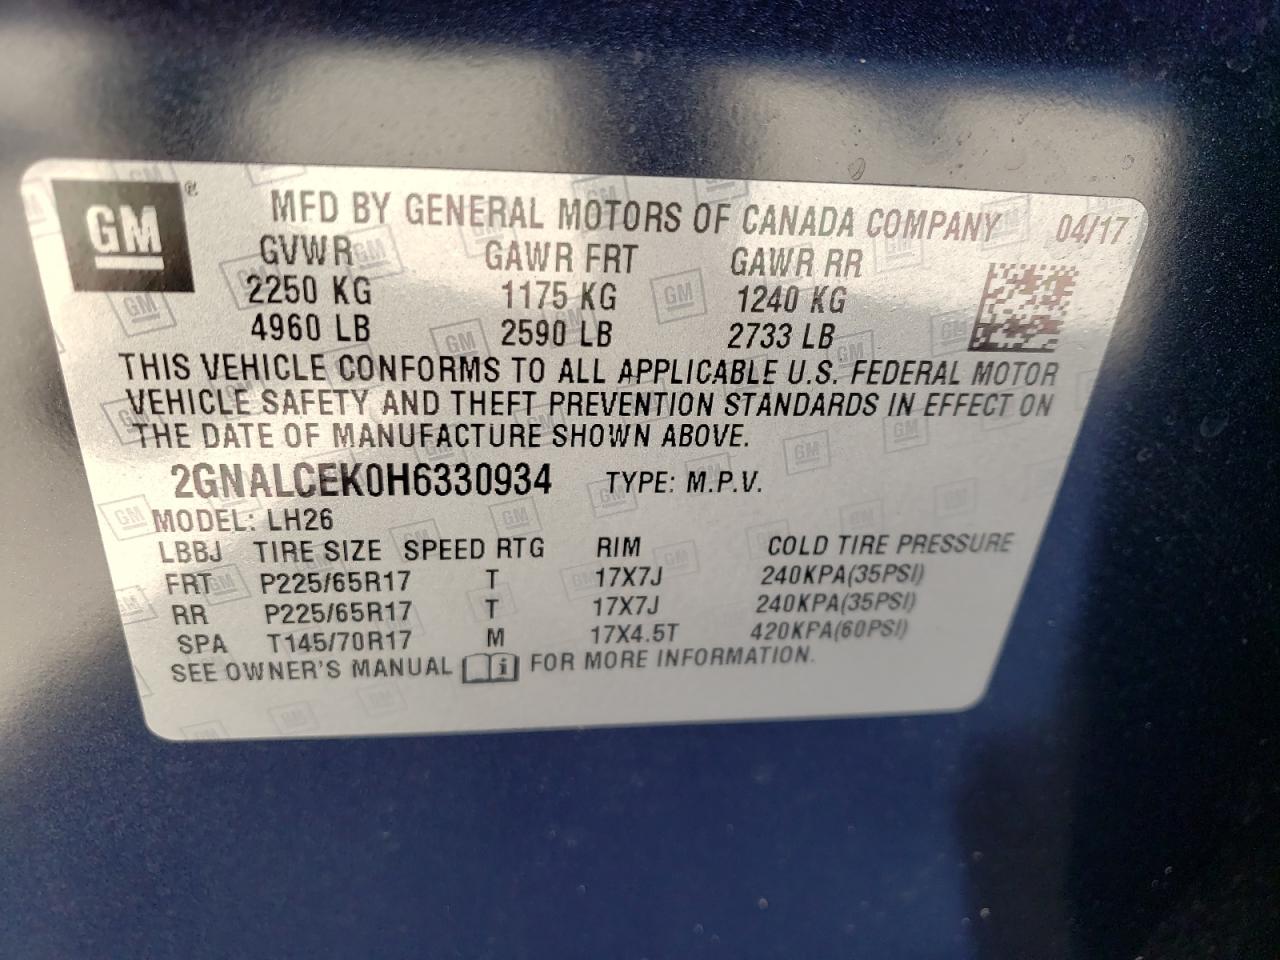 GM ®
MFD BY GENERAL MOTORS OF CANADA COMPANY 04/17
GVWR GAWR FRT GAWR RR
2250 KG 1175 KG 1240 KG
4960 LB 2590 LB 2733 LB
THIS VEHICLE CONFORMS TO ALL APPLICABLE U.S. FEDERAL MOTOR
VEHICLE SAFETY AND THEFT PREVENTION STANDARDS IN EFFECT ON
THE DATE OF MANUFACTURE SHOWN ABOVE.
2GNALCEK0H6330934 TYPE: M.P.V.
MODEL: LH26
LBBJ TIRE SIZE SPEED RTG RIM COLD TIRE PRESSURE
FRT P225/65R17 T 17X7J 240KPA(35PSI)
RR P225/65R17 T 17X7J 240KPA(35PSI)
SPA T145/70R17 M 17X4.5T 420KPA(60PSI)
SEE OWNER'S MANUAL i FOR MORE INFORMATION.